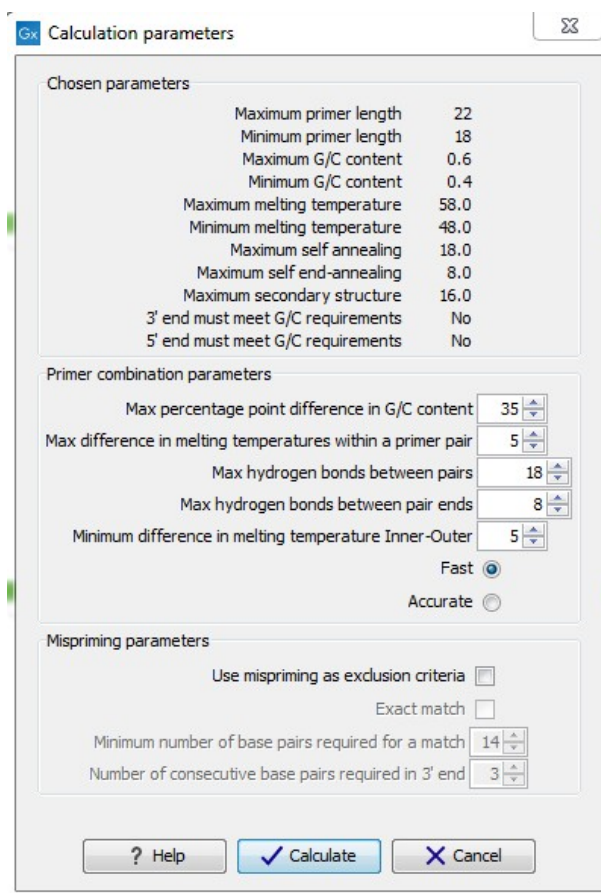 Gx Calculation parameters
Chosen parameters
Maximum primer length 22
Minimum primer length 18
Maximum G/C content 0.6
Minimum G/C content 0.4
Maximum melting temperature 58.0
Minimum melting temperature 48.0
Maximum self annealing 18.0
Maximum self end-annealing 8.0
Maximum secondary structure 16.0
3' end must meet G/C requirements No
5' end must meet G/C requirements No
Primer combination parameters
Max percentage point difference in G/C content 35
Max difference in melting temperatures within a primer pair 5
Max hydrogen bonds between pairs 18
Max hydrogen bonds between pair ends 8
Minimum difference in melting temperature Inner-Outer 5
Fast
Accurate
Mispriming parameters
Use mispriming as exclusion criteria
Exact match
Minimum number of base pairs required for a match 14
Number of consecutive base pairs required in 3' end 3
? Help Calculate Cancel